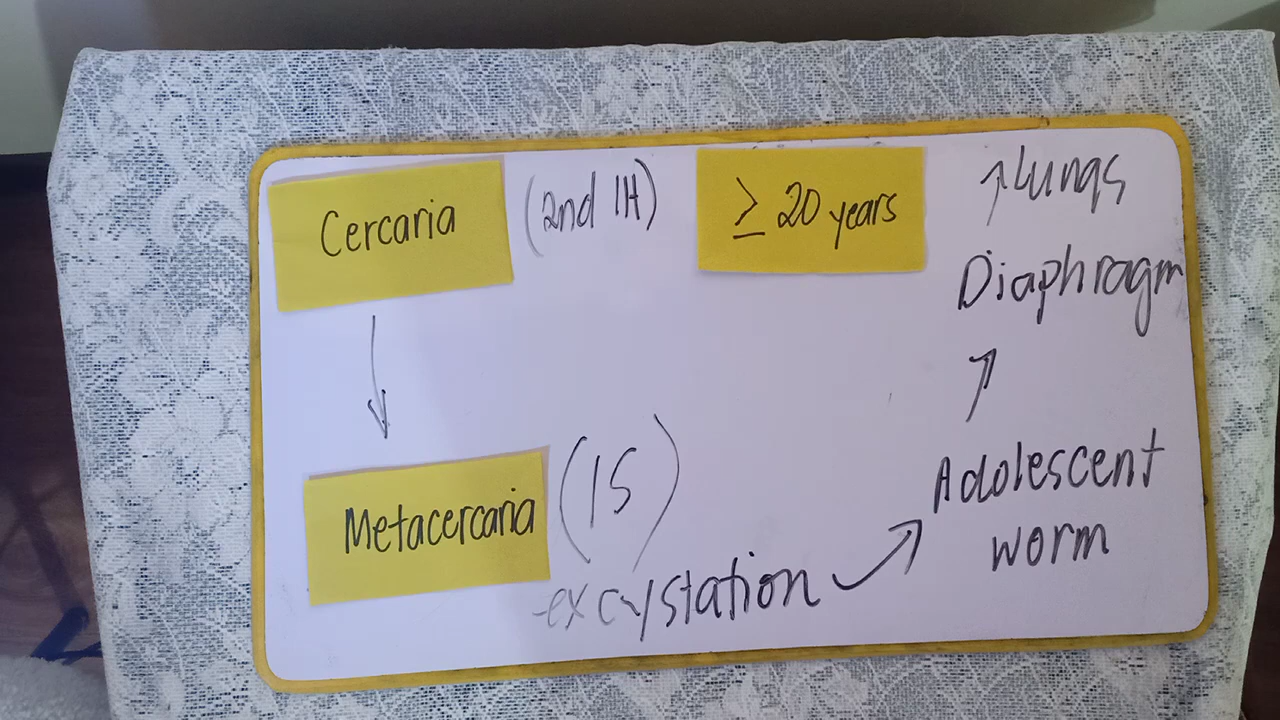 Cercaria (2nd IH)
≥ 20 years
↑ Lungs
Diaphragm
Metacercaria (IS)
-excystation
Adolescent
worm